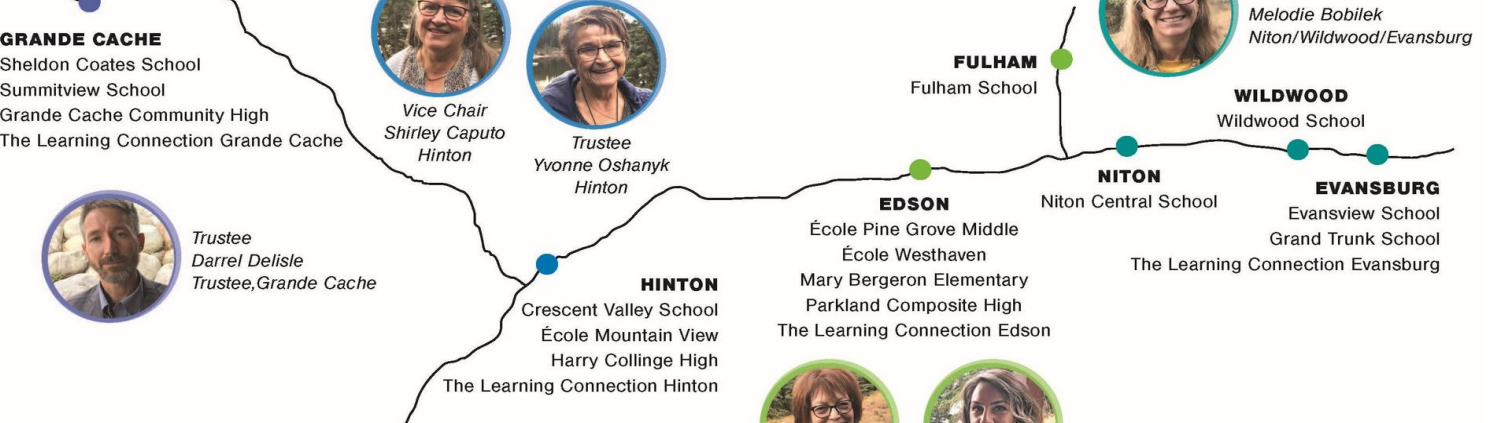 GRANDE CACHE
Sheldon Coates School
Summitview School
Grande Cache Community High
The Learning Connection Grande Cache
Vice Chair
Shirley Caputo
Hinton
Trustee
Yvonne Oshanyk
Hinton
FULHAM
Fulham School
Melodie Bobilek
Niton/Wildwood/Evansburg
WILDWOOD
Wildwood School
NITON
Niton Central School
EVANSBURG
Evansview School
Grand Trunk School
The Learning Connection Evansburg
EDSON
École Pine Grove Middle
École Westhaven
Mary Bergeron Elementary
Parkland Composite High
The Learning Connection Edson
Trustee
Darrel Delisle
Trustee,Grande Cache
HINTON
Crescent Valley School
École Mountain View
Harry Collinge High
The Learning Connection Hinton